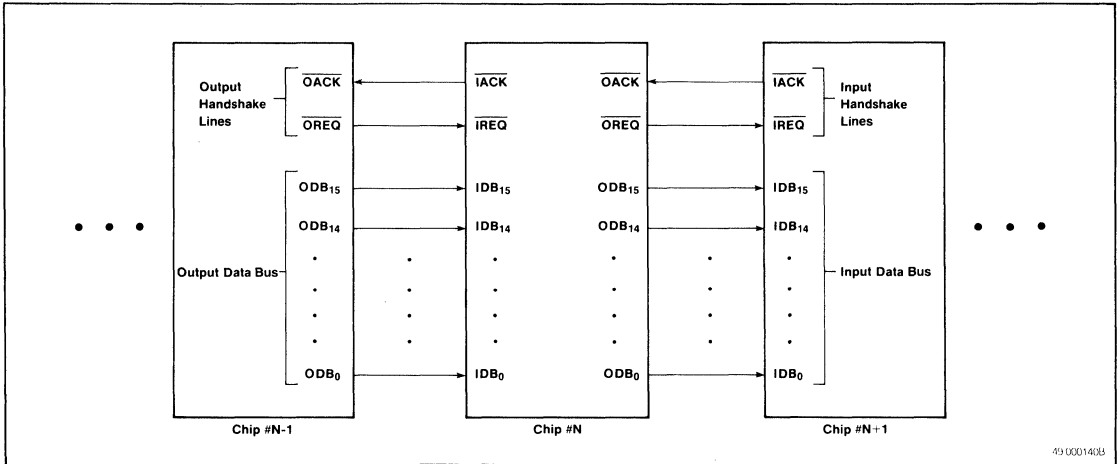 Output
Handshake
Lines
OACK
OREQ
IACK
IREQ
OACK
OREQ
IACK
IREQ
Input
Handshake
Lines
Output Data Bus
ODB15
ODB14
ODB0
IDB15
IDB14
IDB0
ODB15
ODB14
ODB0
IDB15
IDB14
IDB0
Input Data Bus
Chip #N-1
Chip #N
Chip #N+1
49-000140B